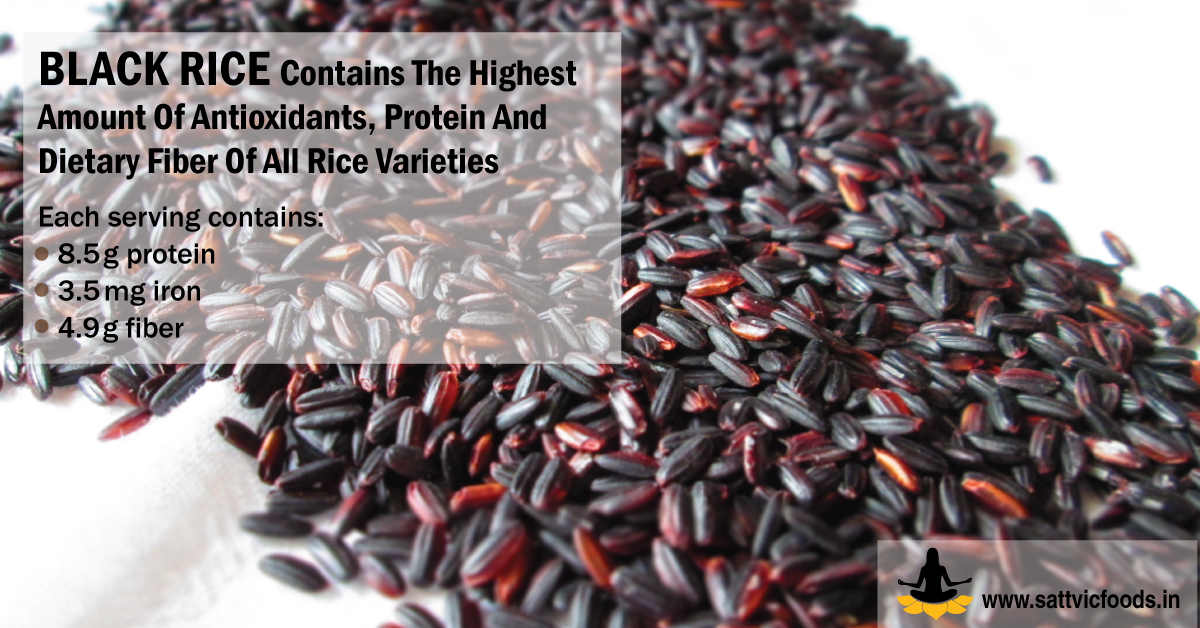 BLACK RICE Contains The Highest
Amount Of Antioxidants, Protein And
Dietary Fiber Of All Rice Varieties
Each serving contains:
• 8.5g protein
• 3.5mg iron
• 4.9g fiber
www.sattvicfoods.in